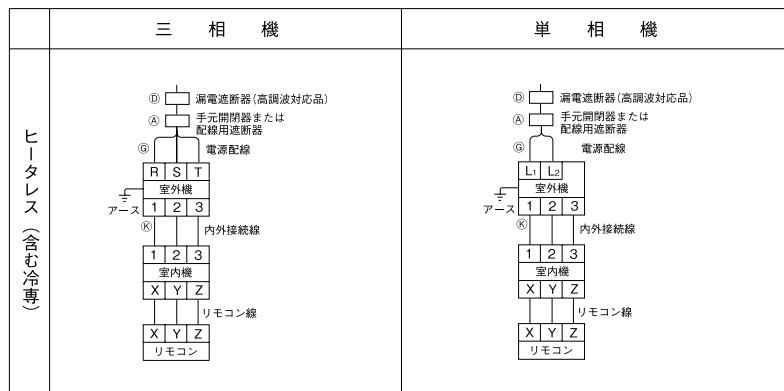 三相機
単相機
ヒータレス（含む冷専）
Ⓓ 漏電遮断器(高調波対応品)
Ⓐ 手元開閉器または
配線用遮断器
Ⓖ 電源配線
R S T
室外機
アース
1 2 3
Ⓚ 内外接続線
1 2 3
室内機
X Y Z
リモコン線
X Y Z
リモコン
Ⓓ 漏電遮断器(高調波対応品)
Ⓐ 手元開閉器または
配線用遮断器
Ⓖ 電源配線
L1 L2
室外機
アース
1 2 3
Ⓚ 内外接続線
1 2 3
室内機
X Y Z
リモコン線
X Y Z
リモコン